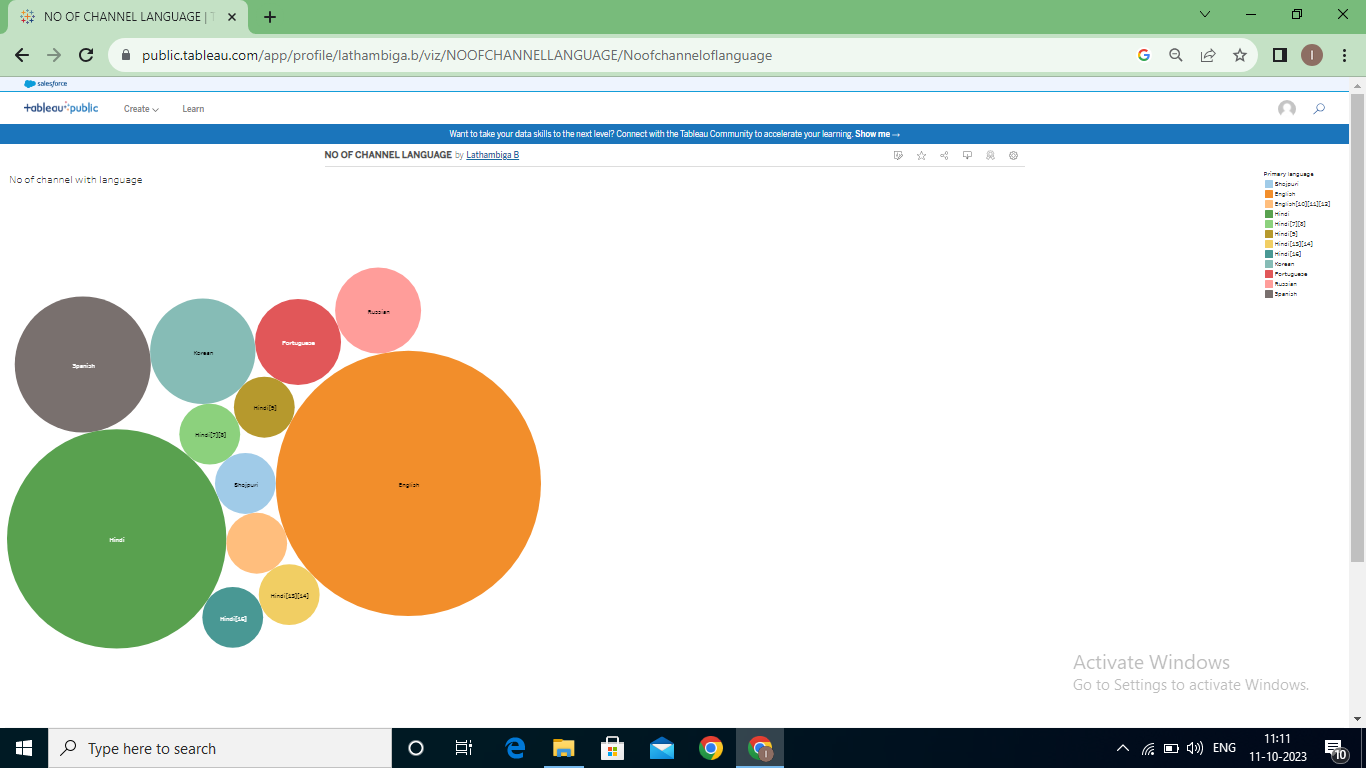 NO OF CHANNEL LANGUAGE | T
public.tableau.com/app/profile/lathambiga.b/viz/NOOFCHANNELLANGUAGE/Noofchanneloflanguage
I
salesforce
+ableau public
Create
Learn
Want to take your data skills to the next level? Connect with the Tableau Community to accelerate your learning. Show me →
NO OF CHANNEL LANGUAGE by Lathambiga B
No of channel with language
Primary language
Bhojpuri
English
English[10][11][12]
Hindi
Hindi[7][8]
Hindi[9]
Hindi[13][14]
Hindi[15]
Korean
Portuguese
Russian
Spanish
Russian
Portuguese
Korean
Spanish
Hindi[9]
Hindi[7][8]
Bhojpuri
English
Hindi
Hindi[13][14]
Hindi[15]
Activate Windows
Go to Settings to activate Windows.
Type here to search
I
ENG
11:11
11-10-2023
10